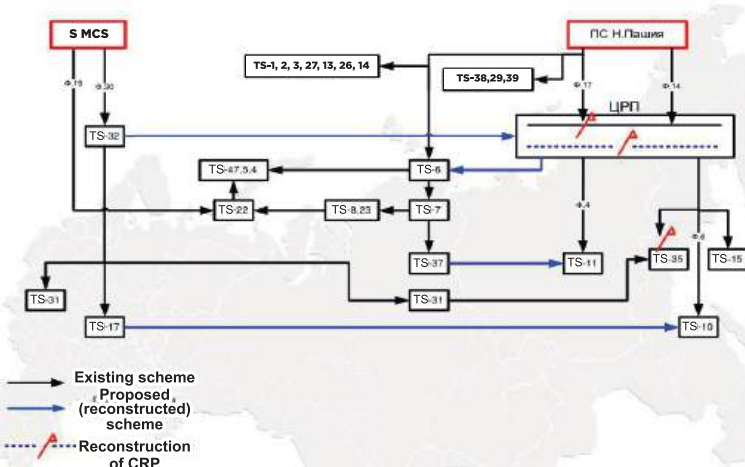 S MCS
ПС Н.Пашия
TS-1, 2, 3, 27, 13, 26, 14
TS-38,29,39
Ф.19
Ф.30
Ф.17
Ф.14
ЦРП
TS-32
TS-47,5,4
TS-6
TS-22
TS-8,23
TS-7
Ф.4
Ф.6
TS-37
TS-11
TS-35
TS-15
TS-31
TS-31
TS-17
TS-10
Existing scheme
Proposed
(reconstructed)
scheme
Reconstruction
of CRP